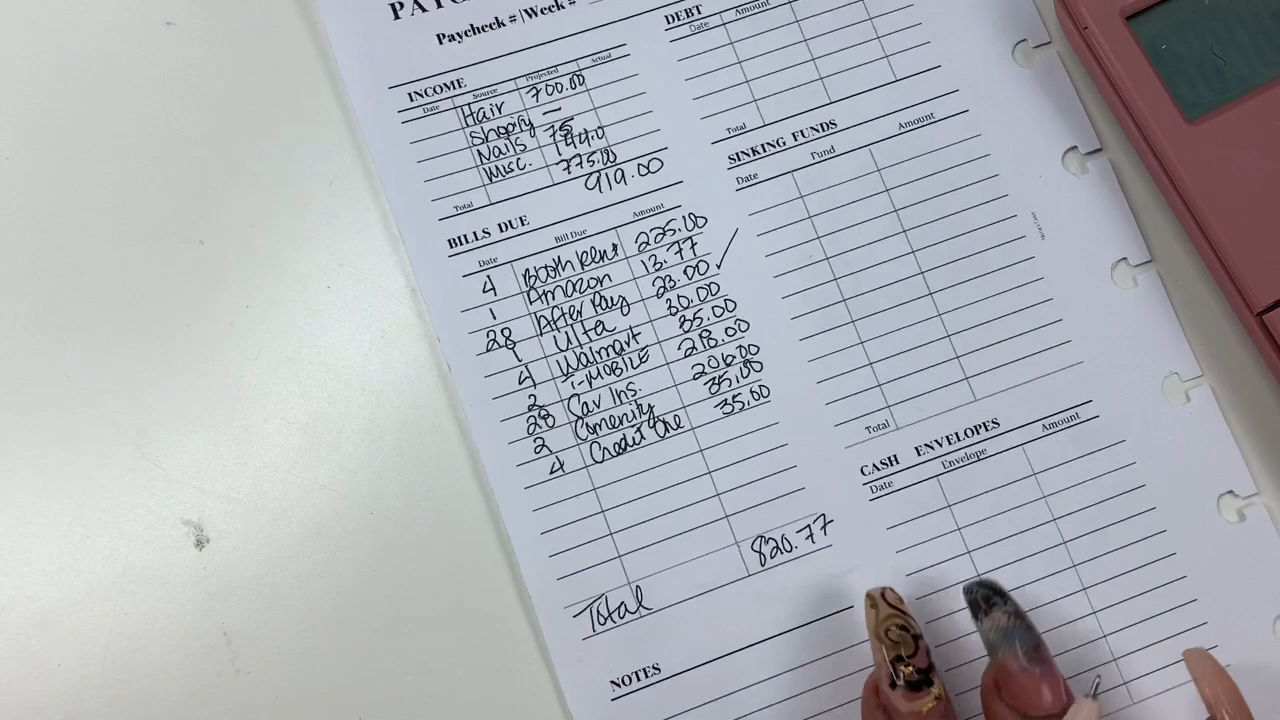 Paycheck #/Week #
INCOME
Date Source Projected Actual
Hair 700.00
Shopify —
Nails 75
Misc. 144.0
775.00
Total 919.00
BILLS DUE
Date Bill Due Amount
4 Booth Rent 225.00
1 Amazon 13.77
28 After Pay 23.00 ✓
1 Ulta 30.00
4 Walmart 35.00
2 T-MOBILE 218.00
28 Car Ins. 206.00
2 Comenity 35.00
4 Credit One 35.00
Total 820.77
NOTES
DEBT
Date Amount
Total
SINKING FUNDS
Date Fund Amount
Total
CASH ENVELOPES
Date Envelope Amount